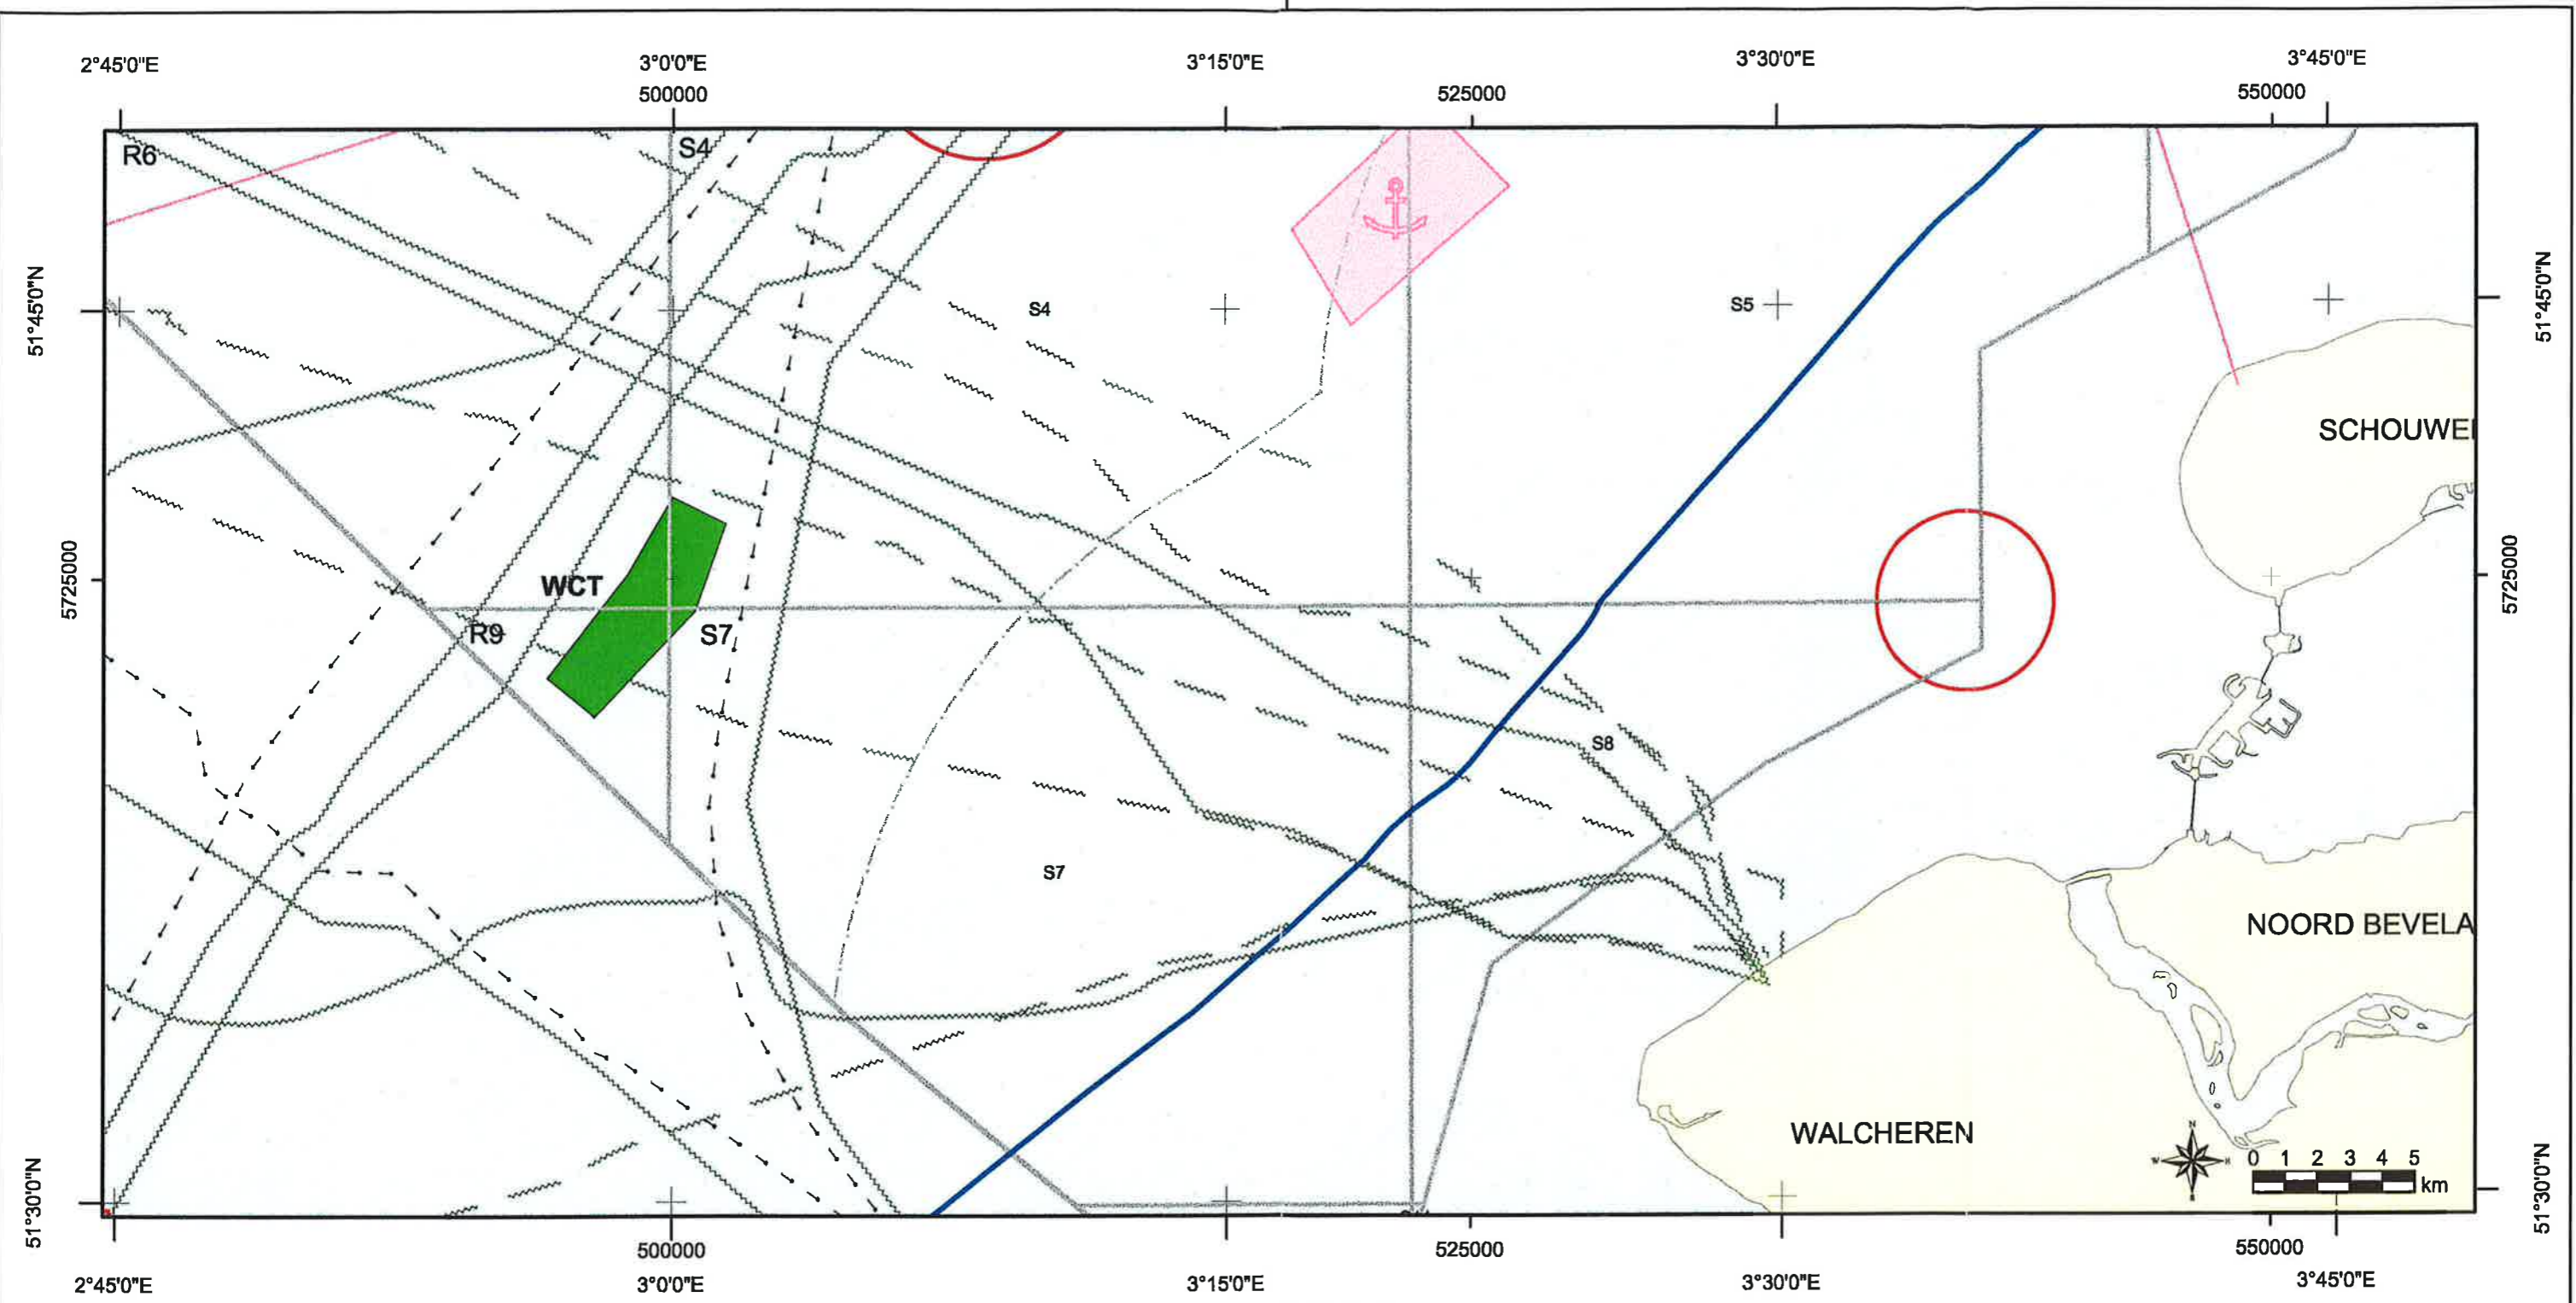 2°45'0"E 3°0'0"E 3°15'0"E 3°30'0"E 3°45'0"E
500000 525000 550000
R6 S4
51°45'0"N 51°45'0"N
S4 S5
SCHOUWE
5725000 5725000
WCT
R9 S7
S8
S7
NOORD BEVELA
WALCHEREN
N
0 1 2 3 4 5
km
51°30'0"N 51°30'0"N
500000 525000 550000
2°45'0"E 3°0'0"E 3°15'0"E 3°30'0"E 3°45'0"E